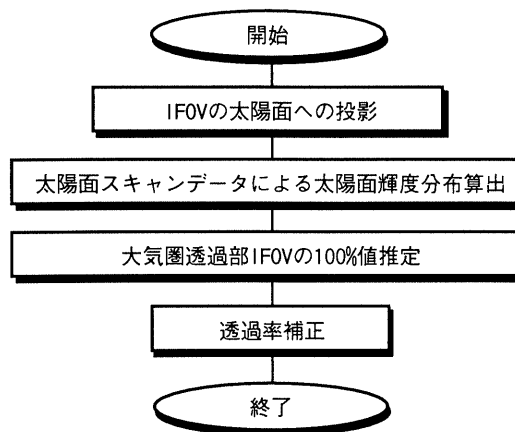 開始
IFOVの太陽面への投影
太陽面スキャンデータによる太陽面輝度分布算出
大気圏透過部IFOVの100%値推定
透過率補正
終了